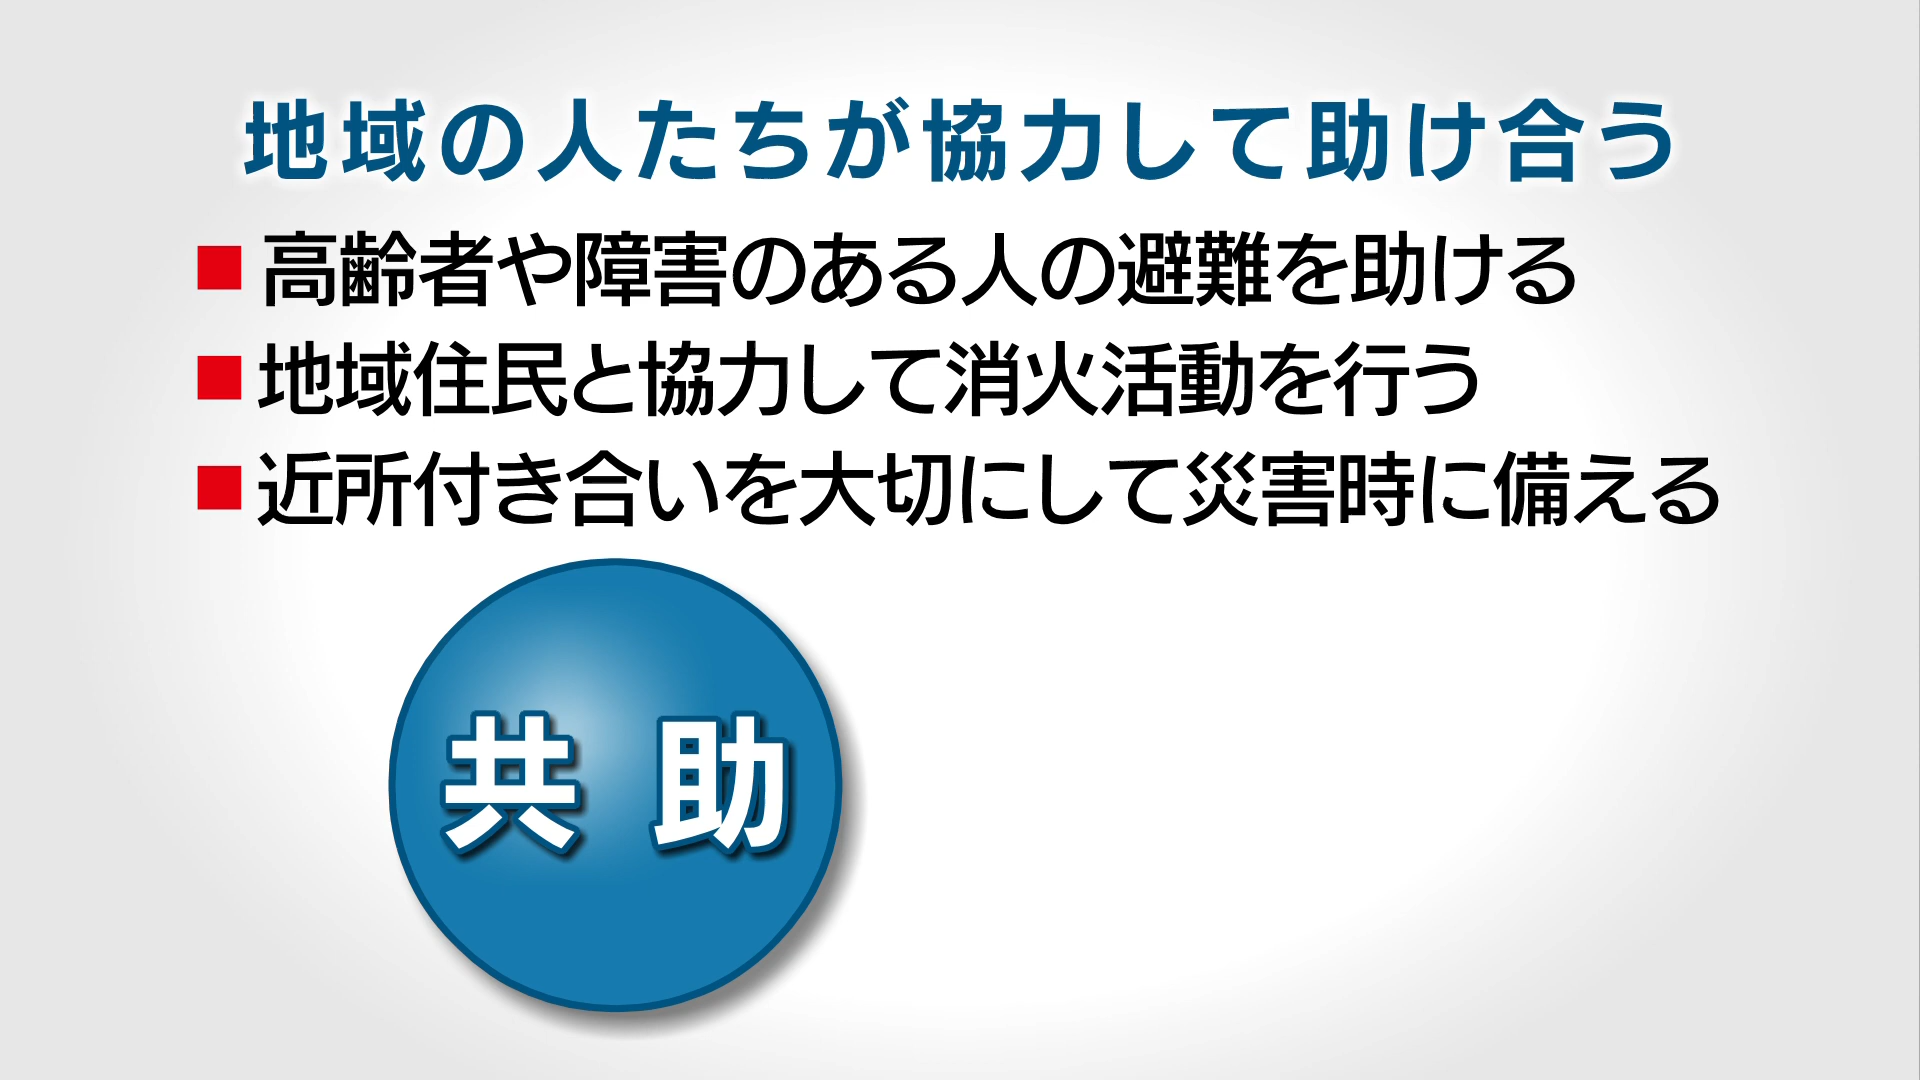 地域の人たちが協力して助け合う
■高齢者や障害のある人の避難を助ける
■地域住民と協力して消火活動を行う
■近所付き合いを大切にして災害時に備える
共助